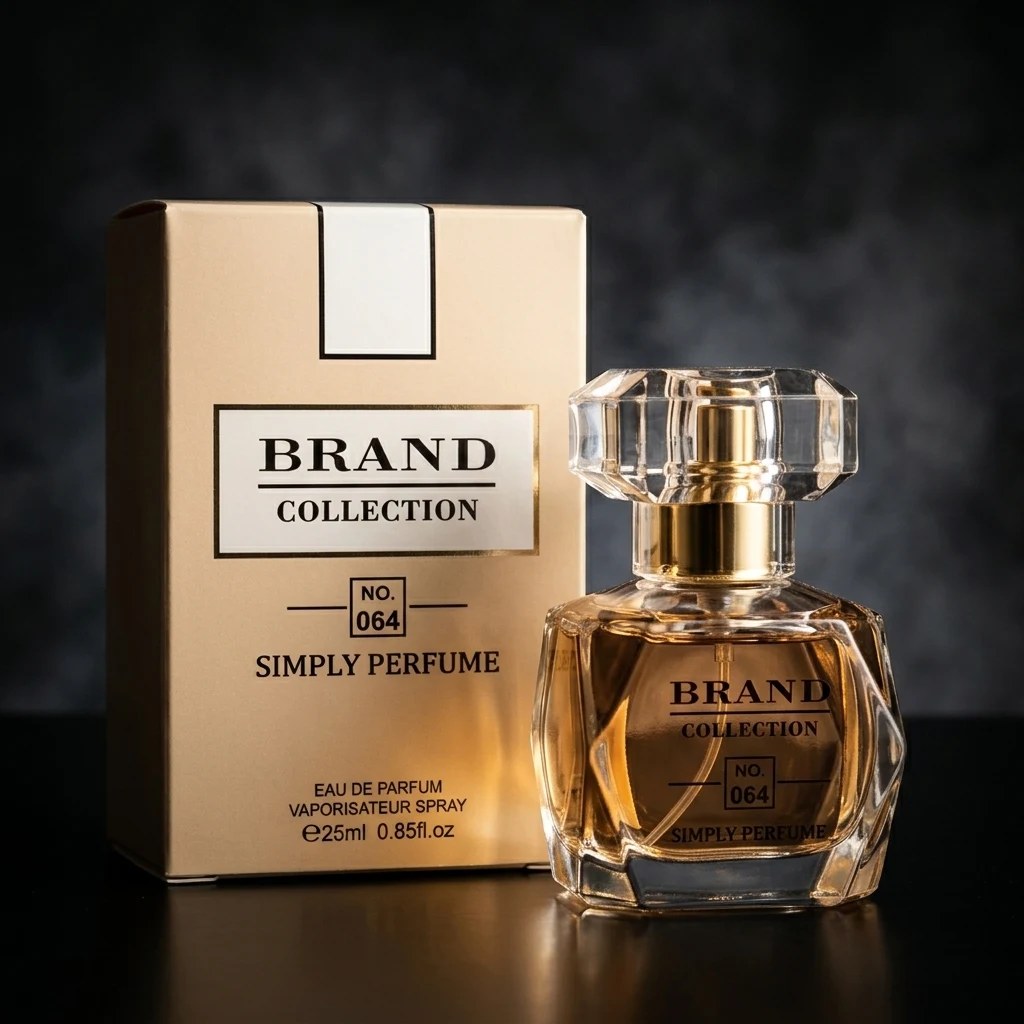 BRAND
COLLECTION
NO.
064
SIMPLY PERFUME
EAU DE PARFUM
VAPORISATEUR SPRAY
℮25ml 0.85fl.oz
BRAND
COLLECTION
NO.
064
SIMPLY PERFUME